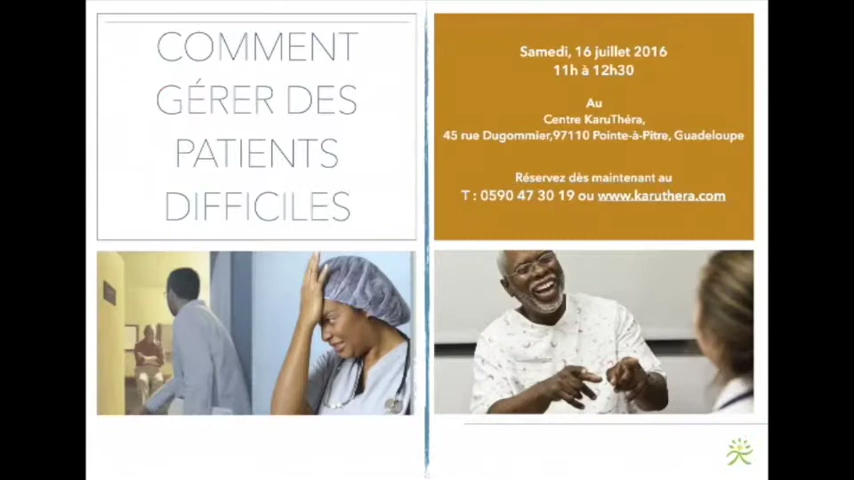 COMMENT
GÉRER DES
PATIENTS
DIFFICILES
Samedi, 16 juillet 2016
11h à 12h30
Au
Centre KaruThéra,
45 rue Dugommier,97110 Pointe-à-Pitre, Guadeloupe
Réservez dès maintenant au
T : 0590 47 30 19 ou www.karuthera.com